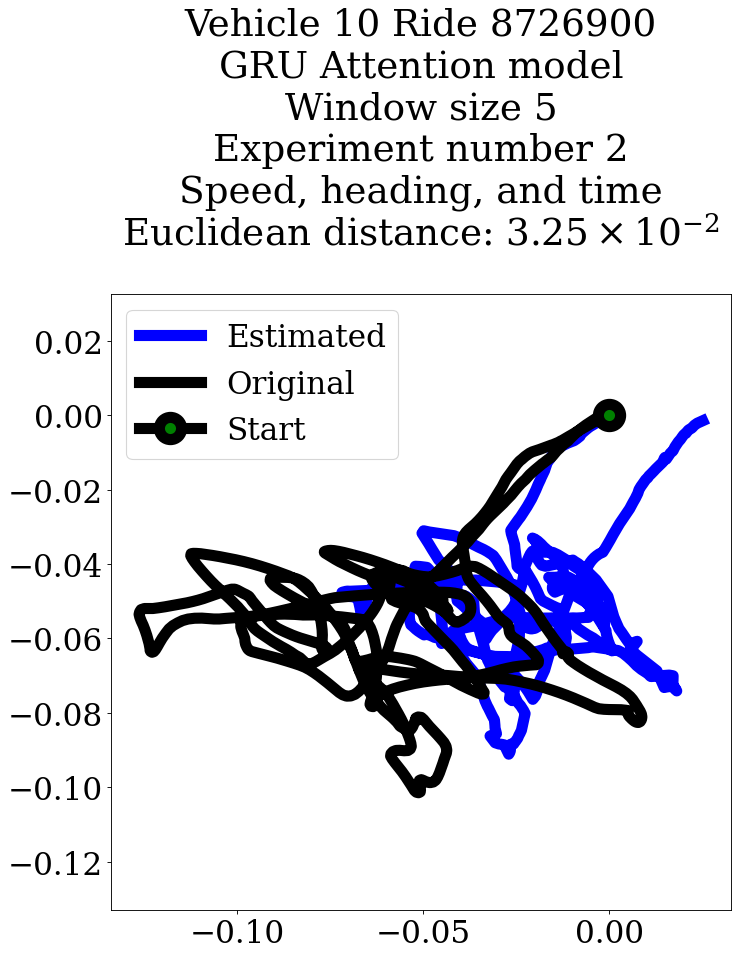 Vehicle 10 Ride 8726900
GRU Attention model
Window size 5
Experiment number 2
Speed, heading, and time
Euclidean distance: 3.25 × 10⁻²
Estimated
Original
Start
0.02
0.00
−0.02
−0.04
−0.06
−0.08
−0.10
−0.12
−0.10
−0.05
0.00